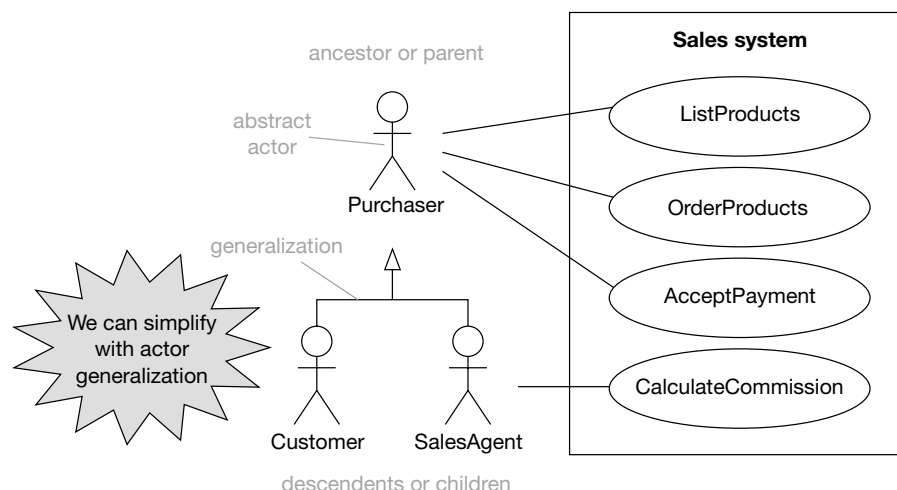 Sales system
ancestor or parent
ListProducts
abstract
actor
Purchaser
OrderProducts
generalization
AcceptPayment
We can simplify
with actor
generalization
CalculateCommission
Customer
SalesAgent
descendents or children